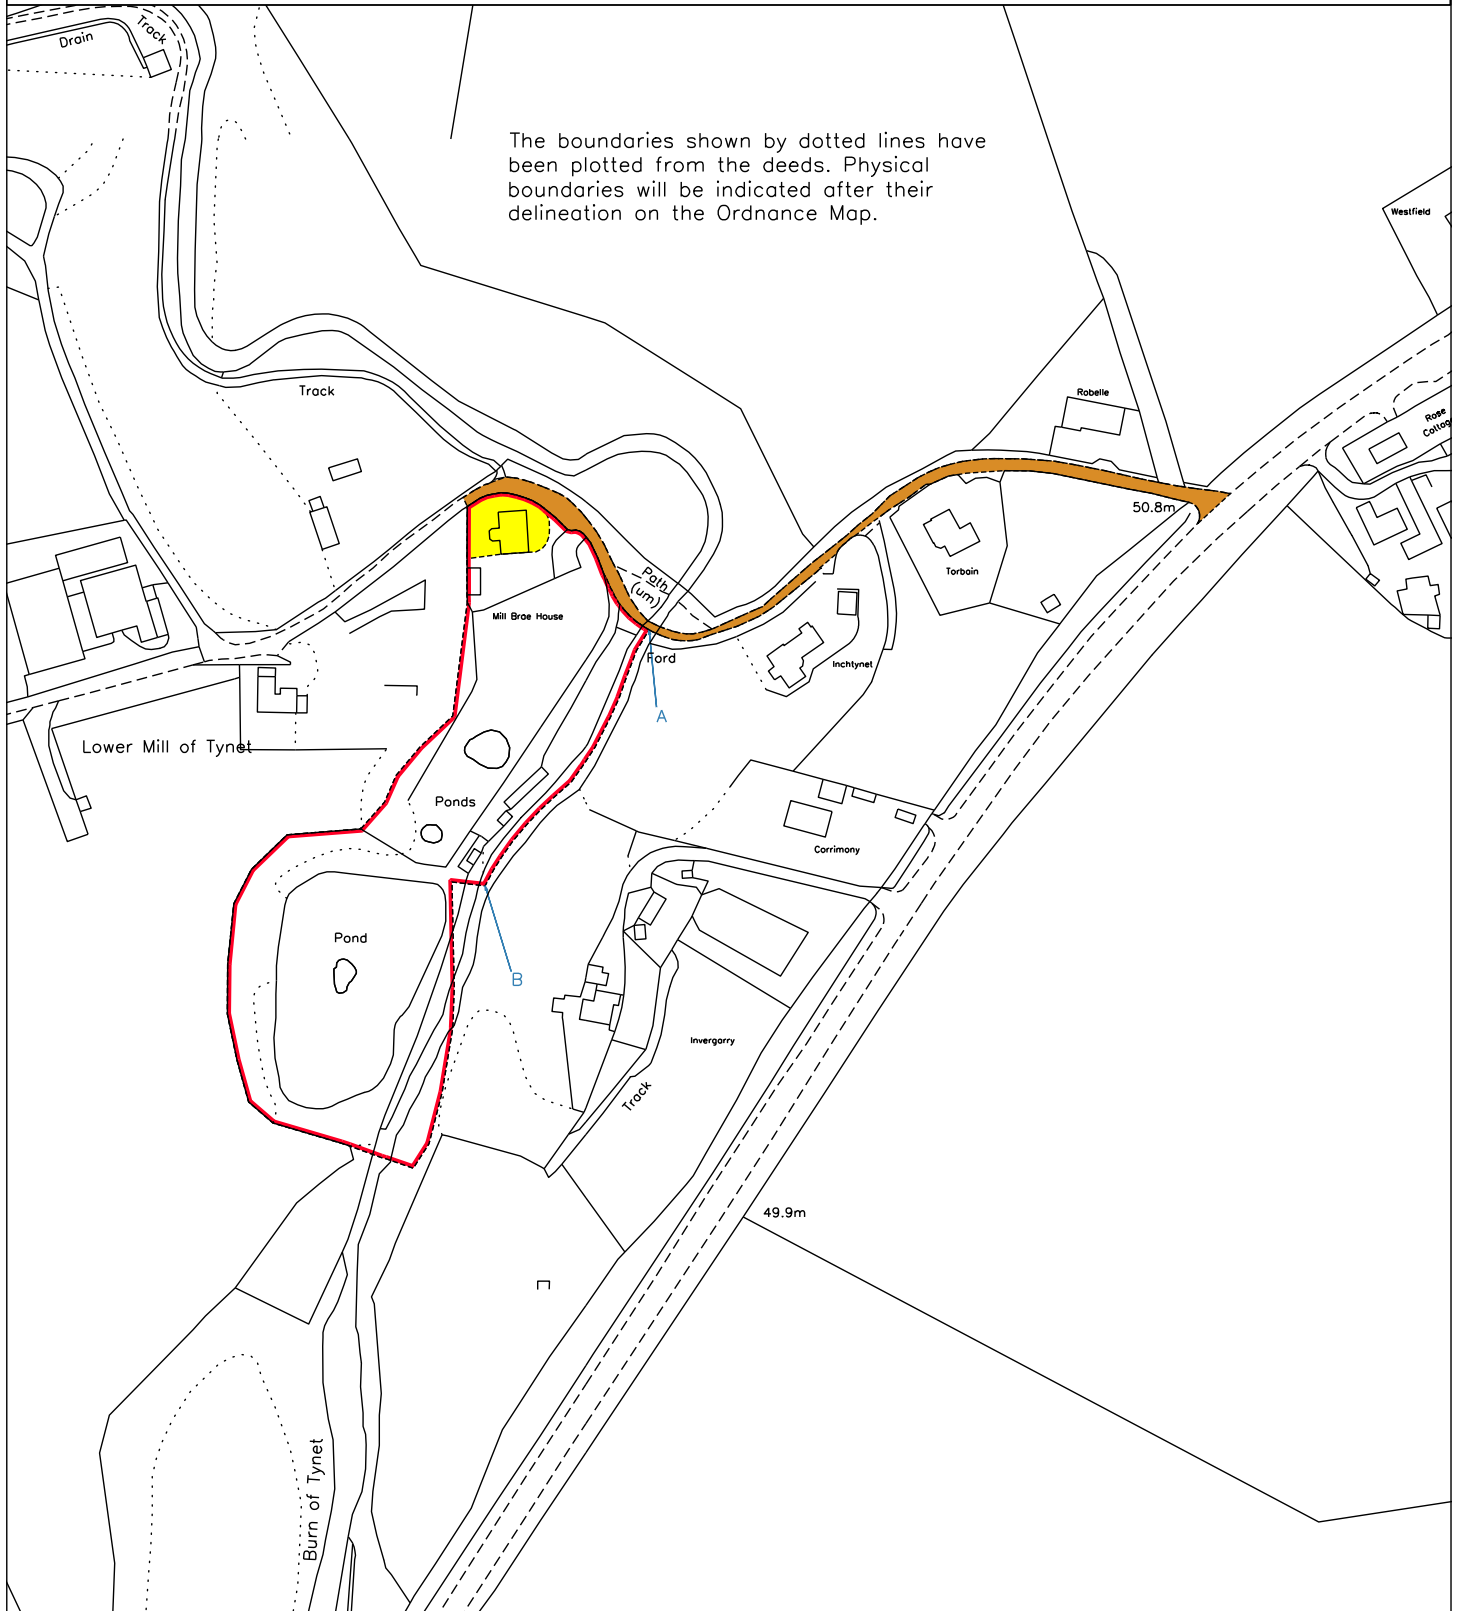 Drain
Track
The boundaries shown by dotted lines have
been plotted from the deeds. Physical
boundaries will be indicated after their
delineation on the Ordnance Map.
Westfield
Track
Robelle
Rose
50.8m
Path
(um)
Torbain
Mill Brae House
Ford
Inchtynet
A
Lower Mill of Tynet
Ponds
Corrimony
Pond
B
Invergarry
Track
49.9m
Burn of Tynet